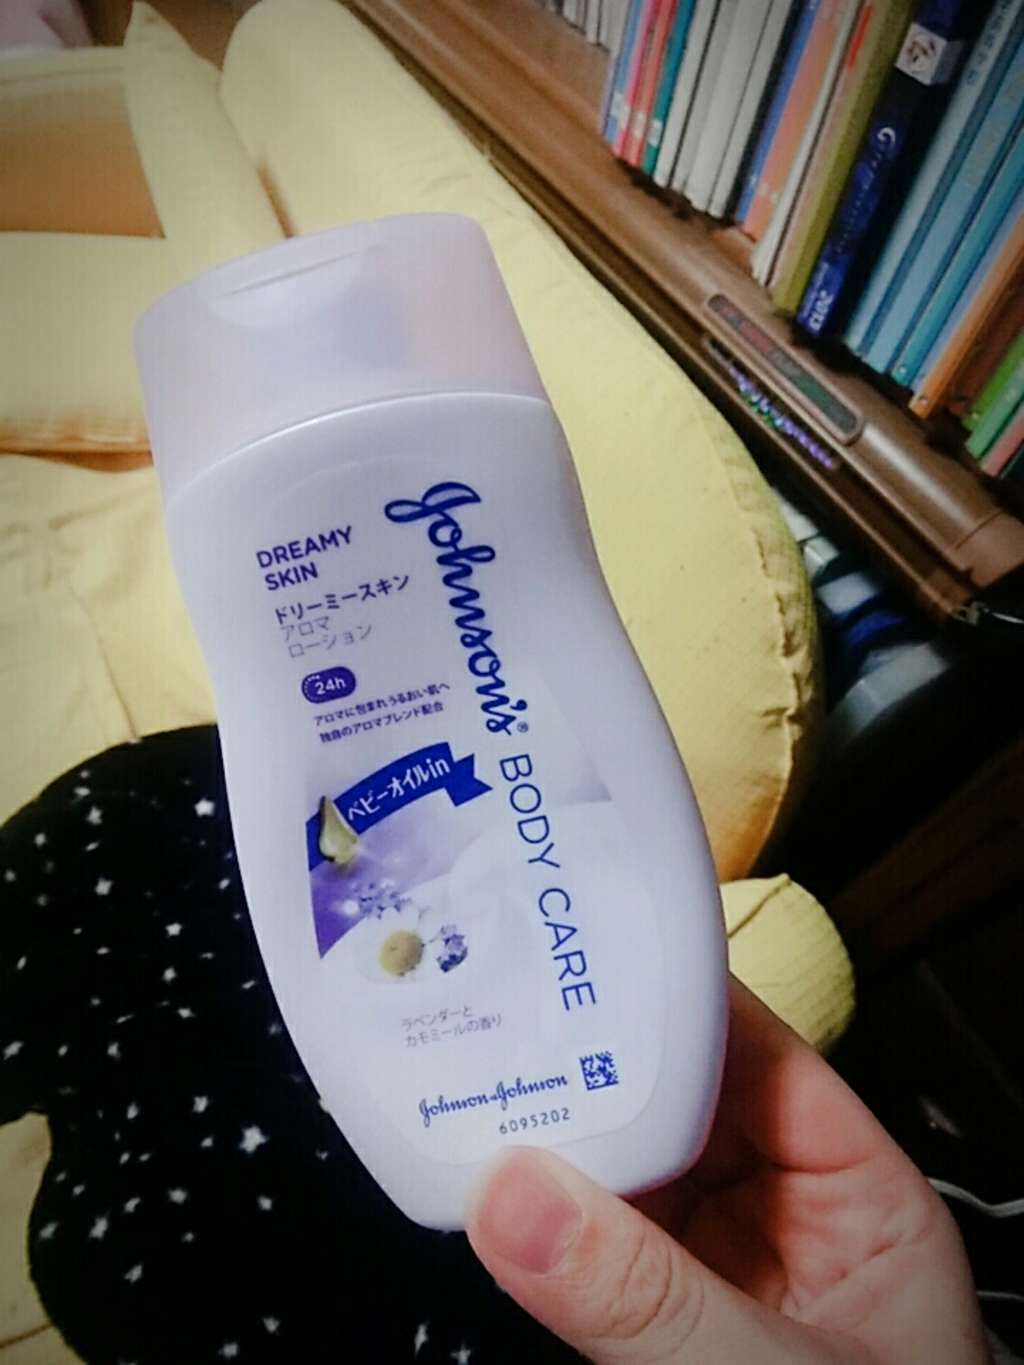 Johnson's® BODY CARE
DREAMY
SKIN
ドリーミースキン
アロマ
ローション
24h
アロマに包まれうるおい肌へ
独自のアロマブレンド配合
ベビーオイルin
ラベンダーと
カモミールの香り
Johnson&Johnson
6095202
2013